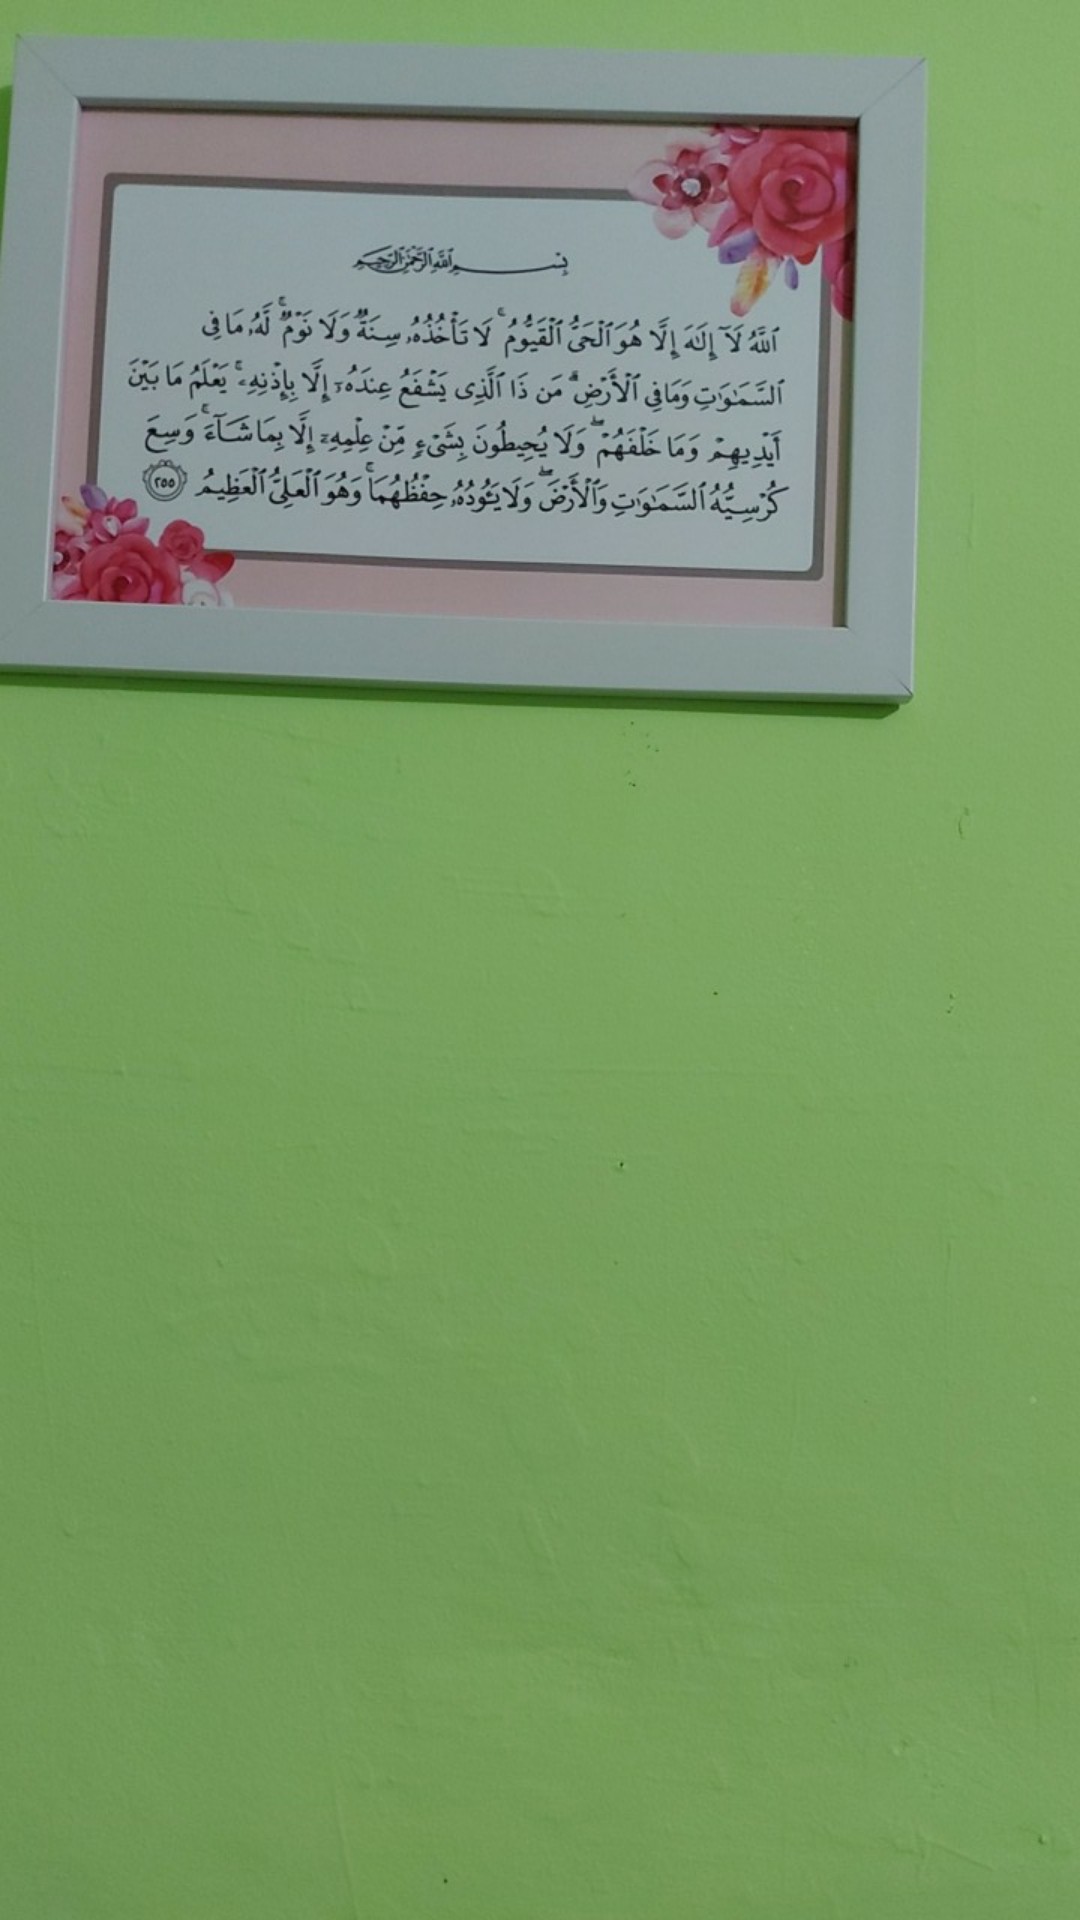 بِسْمِ ٱللَّهِ ٱلرَّحْمَٰنِ ٱلرَّحِيمِ
ٱللَّهُ لَآ إِلَٰهَ إِلَّا هُوَ ٱلْحَىُّ ٱلْقَيُّومُ ۚ لَا تَأْخُذُهُۥ سِنَةٌ وَلَا نَوْمٌ ۚ لَّهُۥ مَا فِى
ٱلسَّمَٰوَٰتِ وَمَا فِى ٱلْأَرْضِ ۗ مَن ذَا ٱلَّذِى يَشْفَعُ عِندَهُۥٓ إِلَّا بِإِذْنِهِۦ ۚ يَعْلَمُ مَا بَيْنَ
أَيْدِيهِمْ وَمَا خَلْفَهُمْ ۖ وَلَا يُحِيطُونَ بِشَىْءٍ مِّنْ عِلْمِهِۦٓ إِلَّا بِمَا شَآءَ ۚ وَسِعَ
كُرْسِيُّهُ ٱلسَّمَٰوَٰتِ وَٱلْأَرْضَ ۖ وَلَا يَـُٔودُهُۥ حِفْظُهُمَا ۚ وَهُوَ ٱلْعَلِىُّ ٱلْعَظِيمُ ٢٥٥